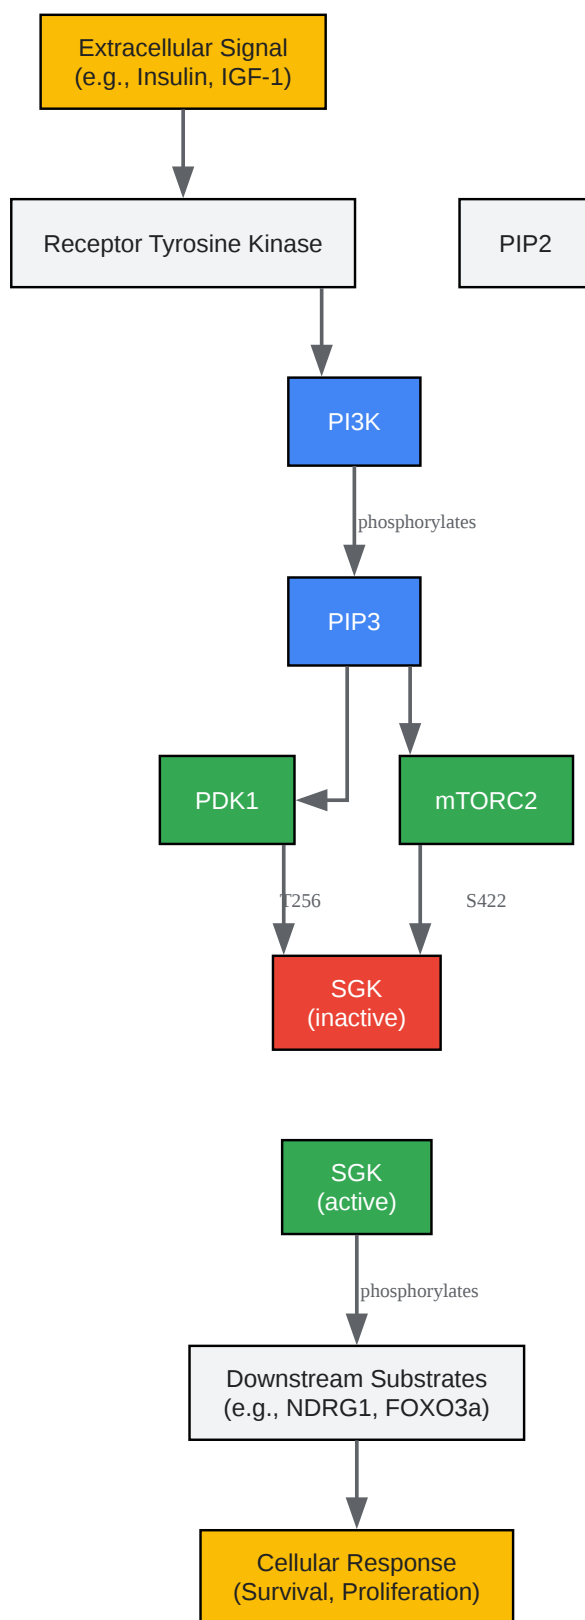 Extracellular Signal
(e.g., Insulin, IGF-1)
Receptor Tyrosine Kinase
PIP2
PI3K
phosphorylates
PIP3
PDK1
mTORC2
T256
S422
SGK
(inactive)
SGK
(active)
phosphorylates
Downstream Substrates
(e.g., NDRG1, FOXO3a)
Cellular Response
(Survival, Proliferation)